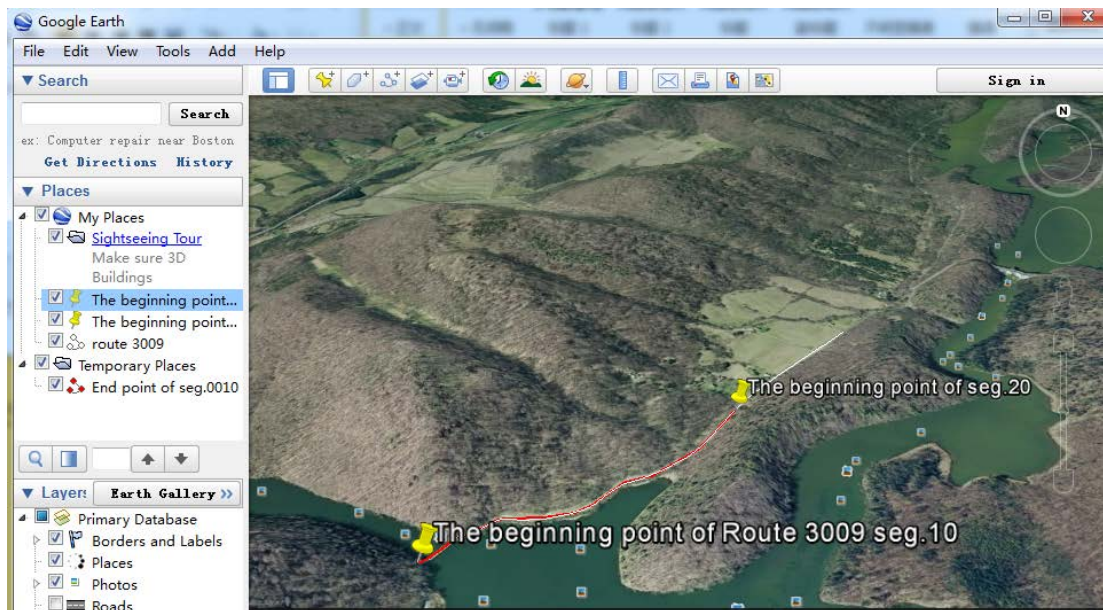 Google Earth
File Edit View Tools Add Help
Search
Search
ex: Computer repair near Boston
Get Directions History
Places
My Places
Sightseeing Tour
Make sure 3D
Buildings
The beginning point...
The beginning point...
route 3009
Temporary Places
End point of seg.0010
Layers
Earth Gallery >>
Primary Database
Borders and Labels
Places
Photos
Roads
Sign in
N
The beginning point of seg.20
The beginning point of Route 3009 seg.10